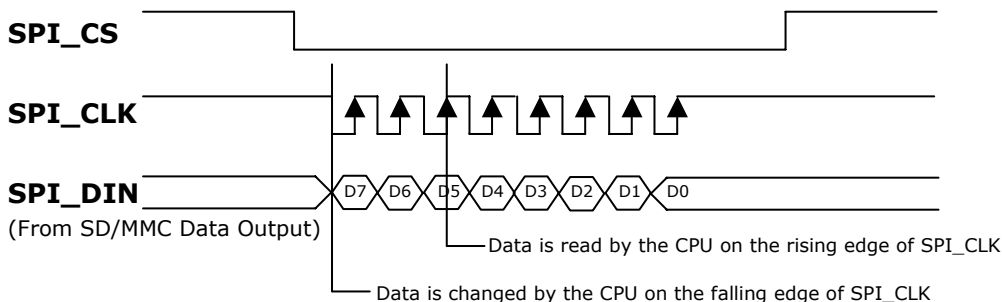 SPI_CS
SPI_CLK
SPI_DIN
D7 D6 D5 D4 D3 D2 D1 D0
(From SD/MMC Data Output)
Data is read by the CPU on the rising edge of SPI_CLK
Data is changed by the CPU on the falling edge of SPI_CLK